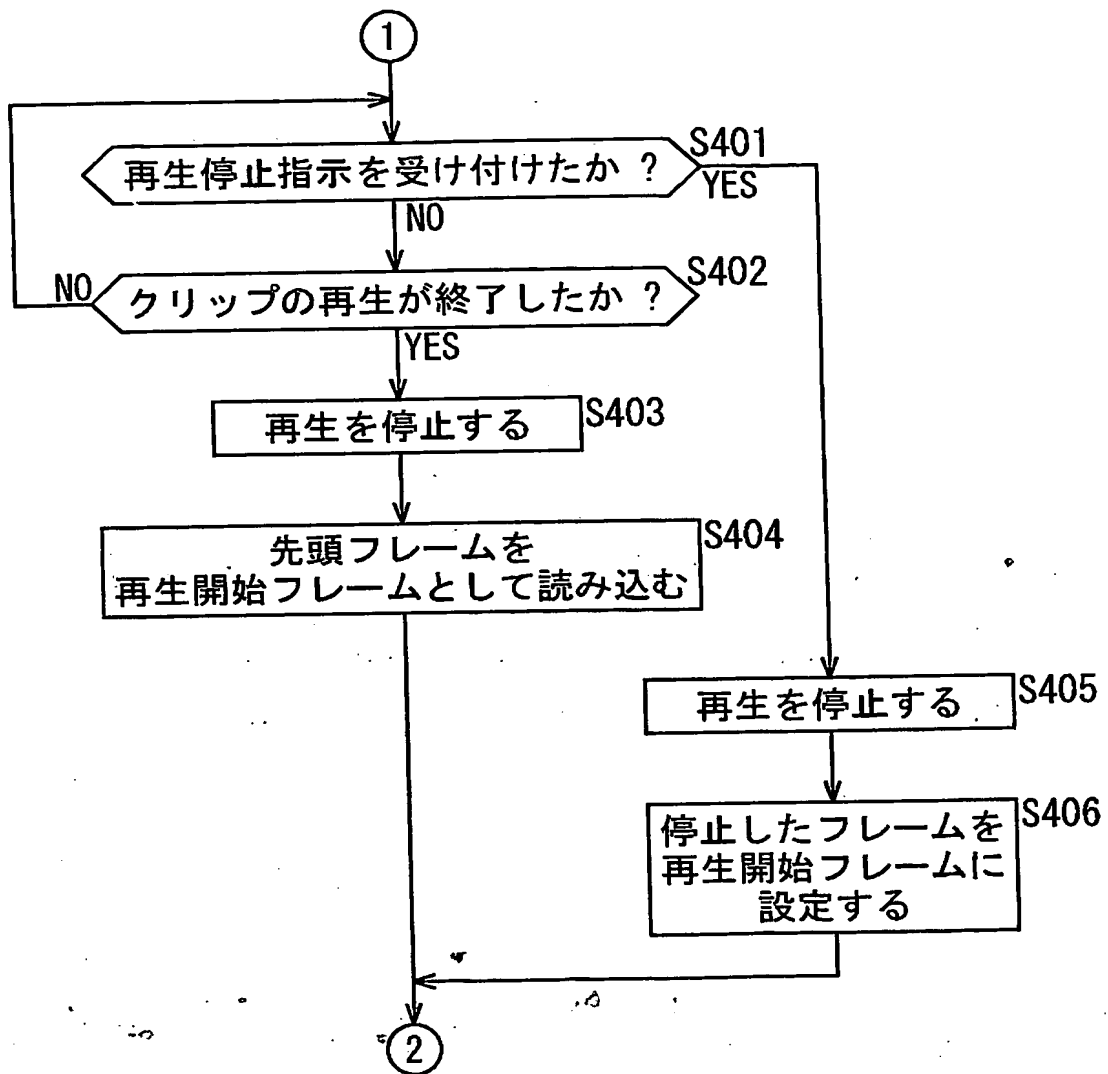 1
再生停止指示を受け付けたか ?
S401
YES
NO
クリップの再生が終了したか ?
S402
NO
YES
再生を停止する
S403
先頭フレームを
再生開始フレームとして読み込む
S404
再生を停止する
S405
停止したフレームを
再生開始フレームに
設定する
S406
2